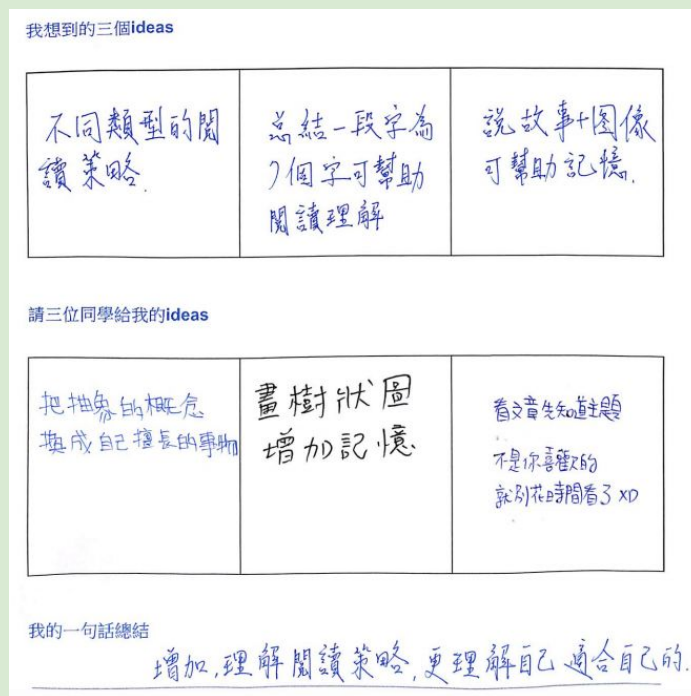 我想到的三個ideas
不同類型的閱
讀策略.
总結一段字為
7個字可幫助
閱讀理解
說故事+图像
可幫助記憶.
請三位同學給我的ideas
把抽象的概念
換成自己擅長的事物
畫樹狀圖
增加記憶
看文章先知道主題
不是你喜歡的
就別花時間看了 XD
我的一句話總結
增加,理解閱讀策略,更理解自己適合自己的.